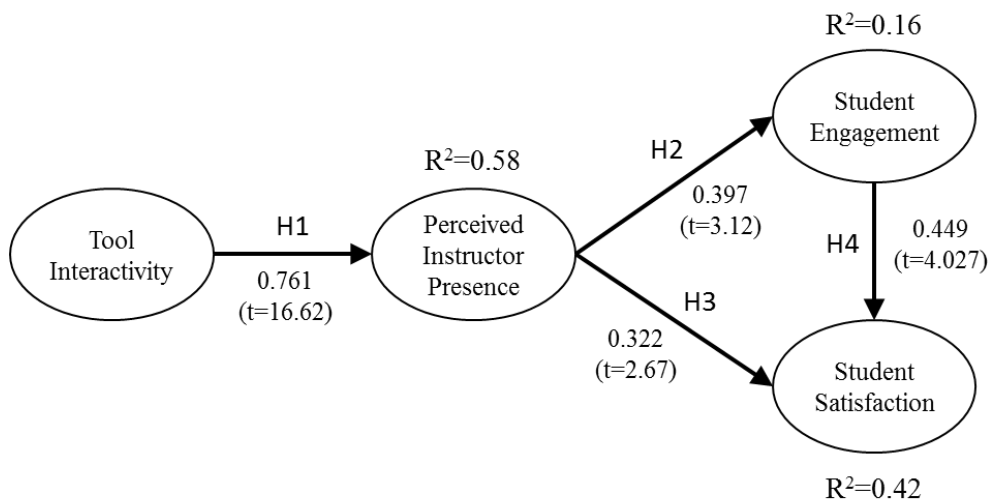 R²=0.16
Student
Engagement
R²=0.58
H2
0.397
(t=3.12)
Tool
Interactivity
H1
0.761
(t=16.62)
Perceived
Instructor
Presence
H4
0.449
(t=4.027)
H3
0.322
(t=2.67)
Student
Satisfaction
R²=0.42